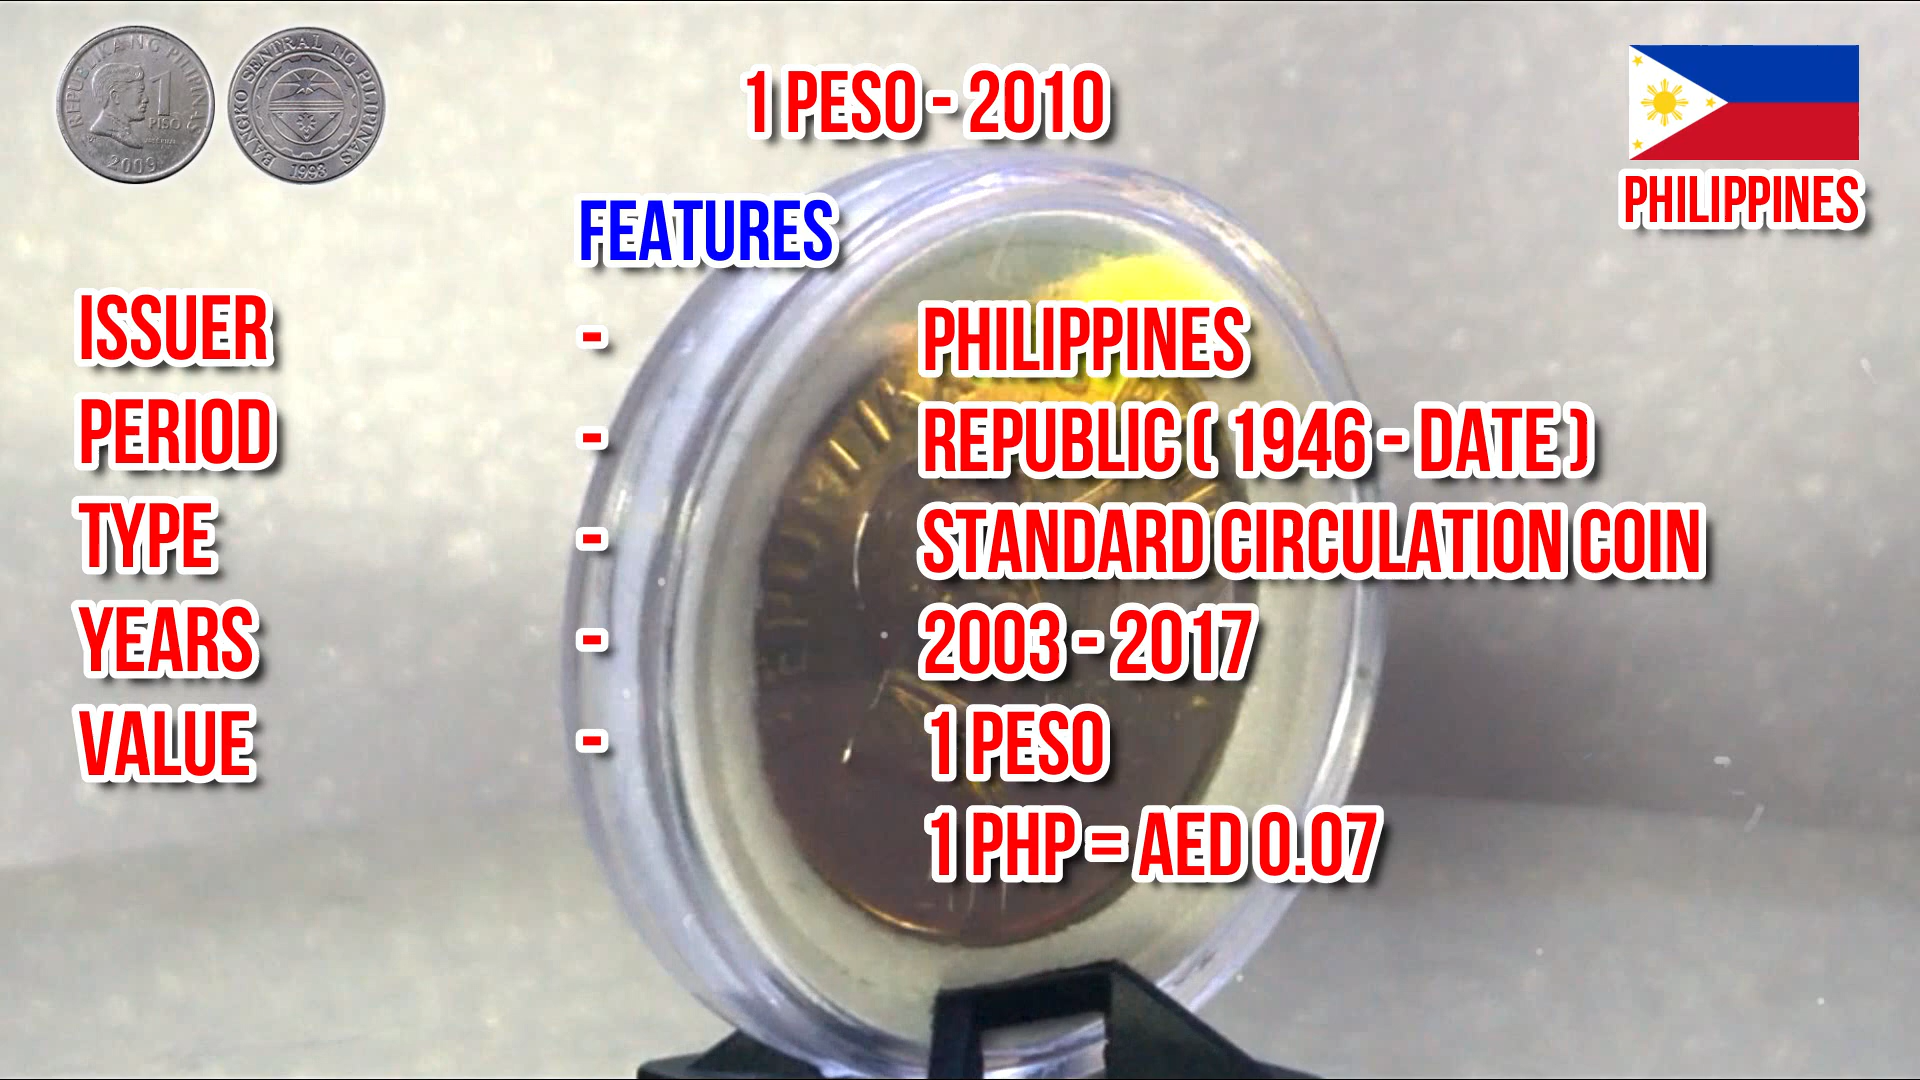 REPUBLIKA NG PILIPINAS
1
PISO
2009
BANGKO SENTRAL NG PILIPINAS
1993
1 PESO - 2010
PHILIPPINES
FEATURES
ISSUER - PHILIPPINES
PERIOD - REPUBLIC ( 1946 - DATE )
TYPE - STANDARD CIRCULATION COIN
YEARS - 2003 - 2017
VALUE - 1 PESO
1 PHP = AED 0.07